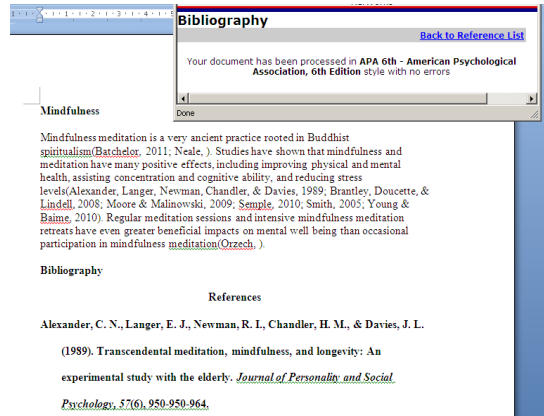 Bibliography
Back to Reference List
Your document has been processed in APA 6th - American Psychological
Association, 6th Edition style with no errors
Done
Mindfulness
Mindfulness meditation is a very ancient practice rooted in Buddhist
spiritualism(Batchelor, 2011; Neale, ). Studies have shown that mindfulness and
meditation have many positive effects, including improving physical and mental
health, assisting concentration and cognitive ability, and reducing stress
levels(Alexander, Langer, Newman, Chandler, & Davies, 1989; Brantley, Doucette, &
Lindell, 2008; Moore & Malinowski, 2009; Semple, 2010; Smith, 2005; Young &
Baime, 2010). Regular meditation sessions and intensive mindfulness meditation
retreats have even greater beneficial impacts on mental well being than occasional
participation in mindfulness meditation(Orzech, ).
Bibliography
References
Alexander, C. N., Langer, E. J., Newman, R. I., Chandler, H. M., & Davies, J. L.
(1989). Transcendental meditation, mindfulness, and longevity: An
experimental study with the elderly. Journal of Personality and Social
Psychology, 57(6), 950-950-964.